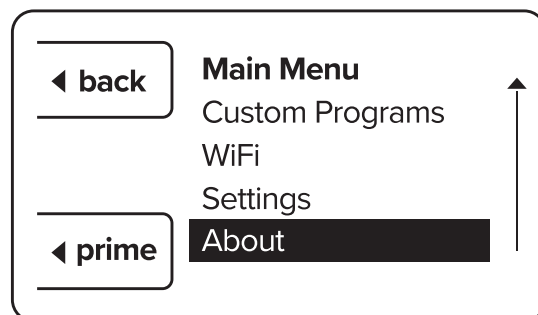 back
Main Menu
Custom Programs
WiFi
Settings
About
prime